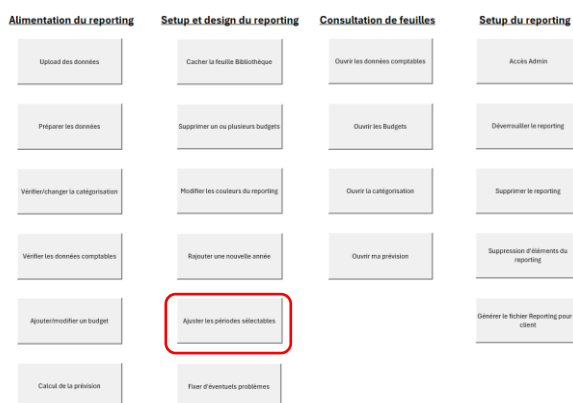 Alimentation du reporting
Setup et design du reporting
Consultation de feuilles
Setup du reporting
Upload des données
Cacher la feuille Bibliothèque
Ouvrir les données comptables
Accès Admin
Préparer les données
Supprimer un ou plusieurs budgets
Ouvrir les Budgets
Déverrouiller le reporting
Vérifier/changer la catégorisation
Modifier les couleurs du reporting
Ouvrir la catégorisation
Supprimer le reporting
Vérifier les données comptables
Rajouter une nouvelle année
Ouvrir ma prévision
Suppression d'éléments du
reporting
Ajouter/modifier un budget
Ajuster les périodes sélectables
Générer le fichier Reporting pour
client
Calcul de la prévision
Fixer d'éventuels problèmes